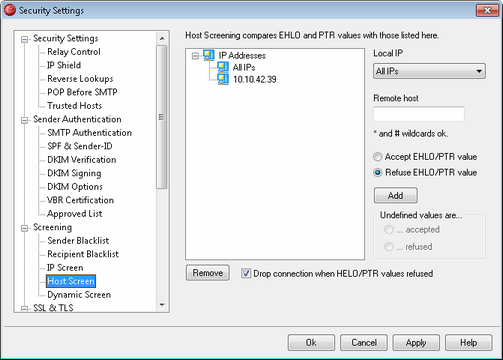 Security Settings
Security Settings
Relay Control
IP Shield
Reverse Lookups
POP Before SMTP
Trusted Hosts
Sender Authentication
SMTP Authentication
SPF & Sender-ID
DKIM Verification
DKIM Signing
DKIM Options
VBR Certification
Approved List
Screening
Sender Blacklist
Recipient Blacklist
IP Screen
Host Screen
Dynamic Screen
SSL & TLS
Host Screening compares EHLO and PTR values with those listed here.
IP Addresses
All IPs
10.10.42.39
Local IP
All IPs
Remote host
* and # wildcards ok.
Accept EHLO/PTR value
Refuse EHLO/PTR value
Add
Undefined values are...
... accepted
... refused
Remove
Drop connection when HELO/PTR values refused
Ok
Cancel
Apply
Help